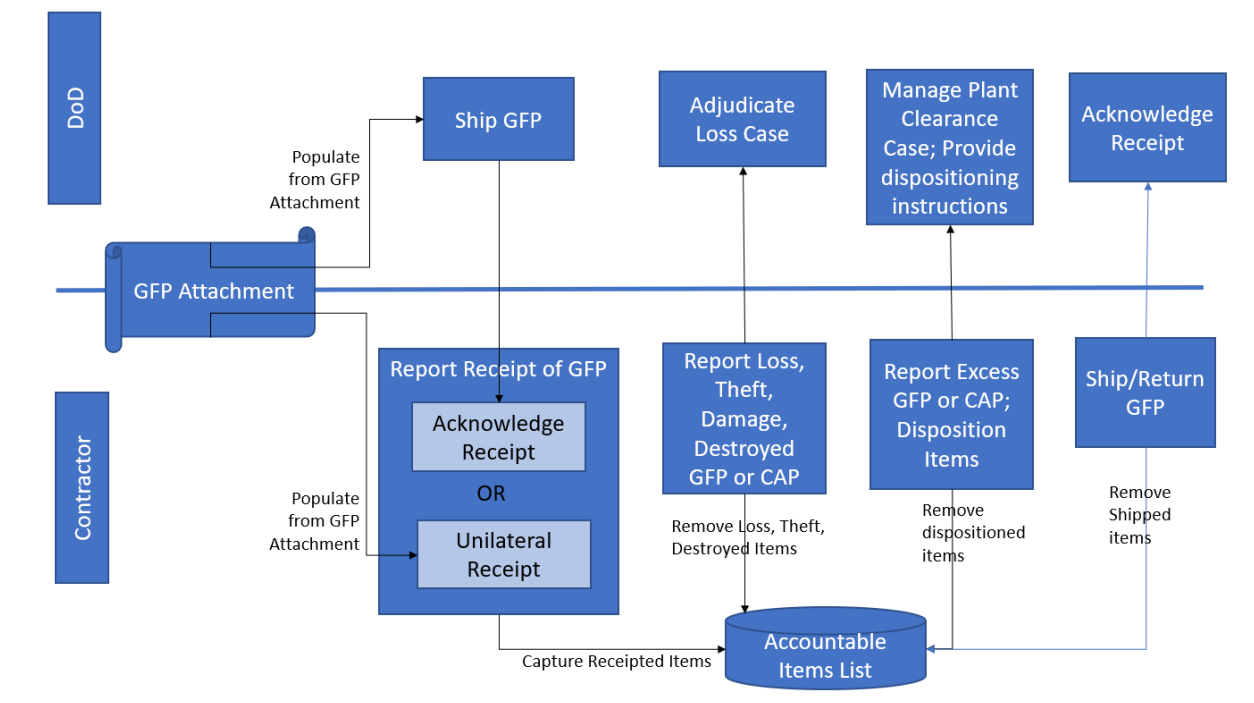 DoD
Ship GFP
Adjudicate
Loss Case
Manage Plant
Clearance
Case; Provide
dispositioning
instructions
Acknowledge
Receipt
Populate
from GFP
Attachment
GFP Attachment
Contractor
Report Receipt of GFP
Acknowledge
Receipt
OR
Unilateral
Receipt
Populate
from GFP
Attachment
Report Loss,
Theft,
Damage,
Destroyed
GFP or CAP
Report Excess
GFP or CAP;
Disposition
Items
Ship/Return
GFP
Remove Loss, Theft,
Destroyed Items
Remove
dispositioned
items
Remove
Shipped
items
Capture Receipted Items
Accountable
Items List